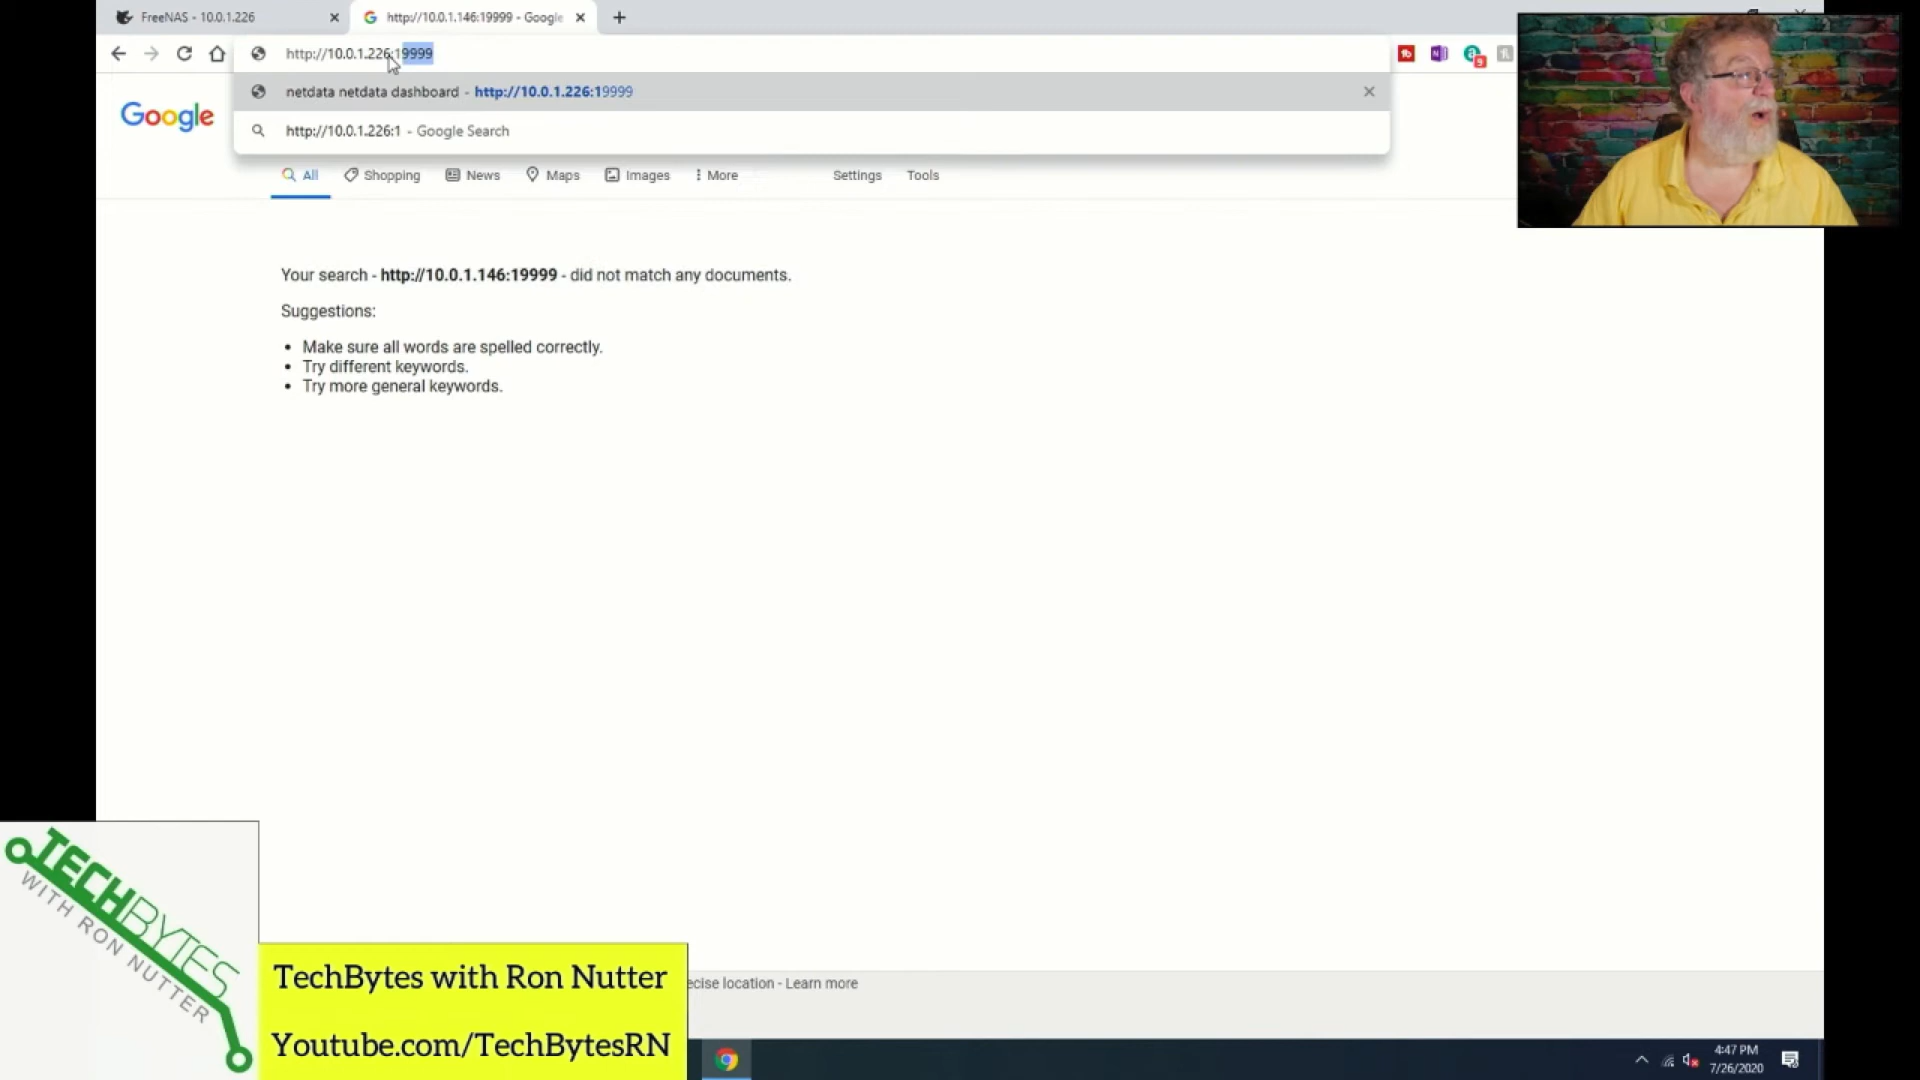 FreeNAS - 10.0.1.226
http://10.0.1.146:19999 - Google
http://10.0.1.226:19999
netdata netdata dashboard - http://10.0.1.226:19999
http://10.0.1.226:1 - Google Search
Google
All Shopping News Maps Images More Settings Tools
Your search - http://10.0.1.146:19999 - did not match any documents.
Suggestions:
Make sure all words are spelled correctly.
Try different keywords.
Try more general keywords.
ecise location - Learn more
TECHBYTES
WITH RON NUTTER
TechBytes with Ron Nutter
Youtube.com/TechBytesRN
4:47 PM
7/26/2020